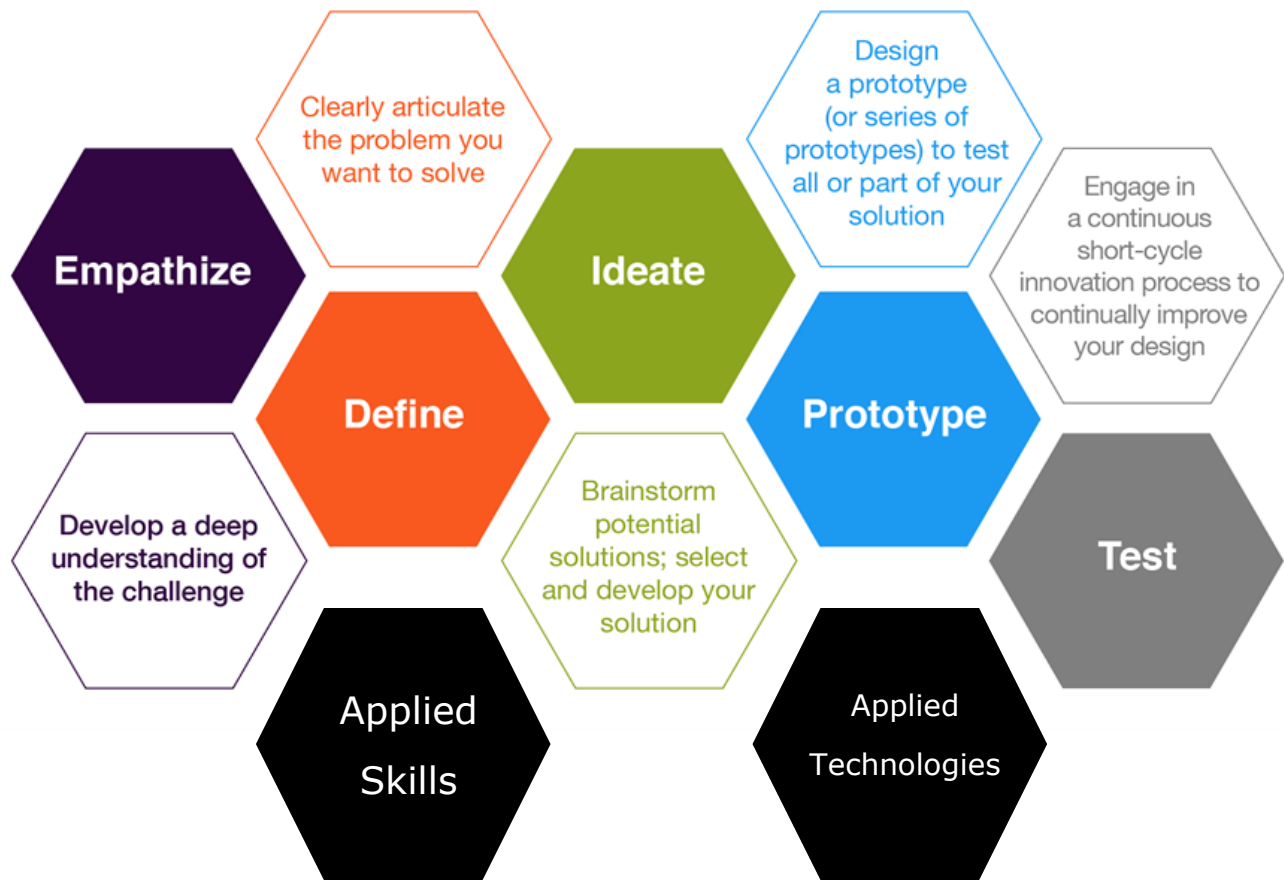 Empathize
Develop a deep
understanding of
the challenge
Clearly articulate
the problem you
want to solve
Define
Ideate
Brainstorm
potential
solutions; select
and develop your
solution
Design
a prototype
(or series of
prototypes) to test
all or part of your
solution
Prototype
Engage in
a continuous
short-cycle
innovation process to
continually improve
your design
Test
Applied
Skills
Applied
Technologies